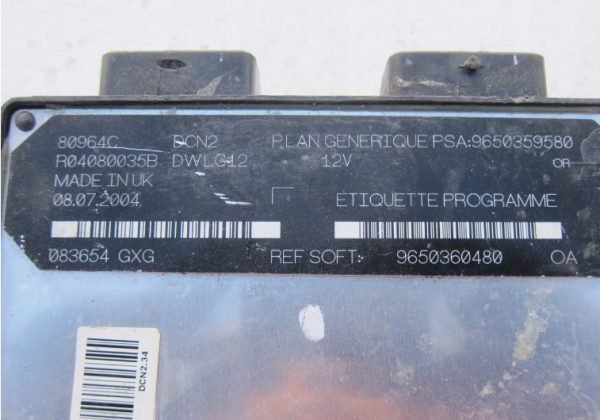 80964C DCN2 PLAN GENERIQUE PSA:9650359580
R04080035B DWLG12 12V OR
MADE IN UK
08.07.2004 ETIQUETTE PROGRAMME
083654 GXG REF SOFT: 9650360480 OA
DCN2.34